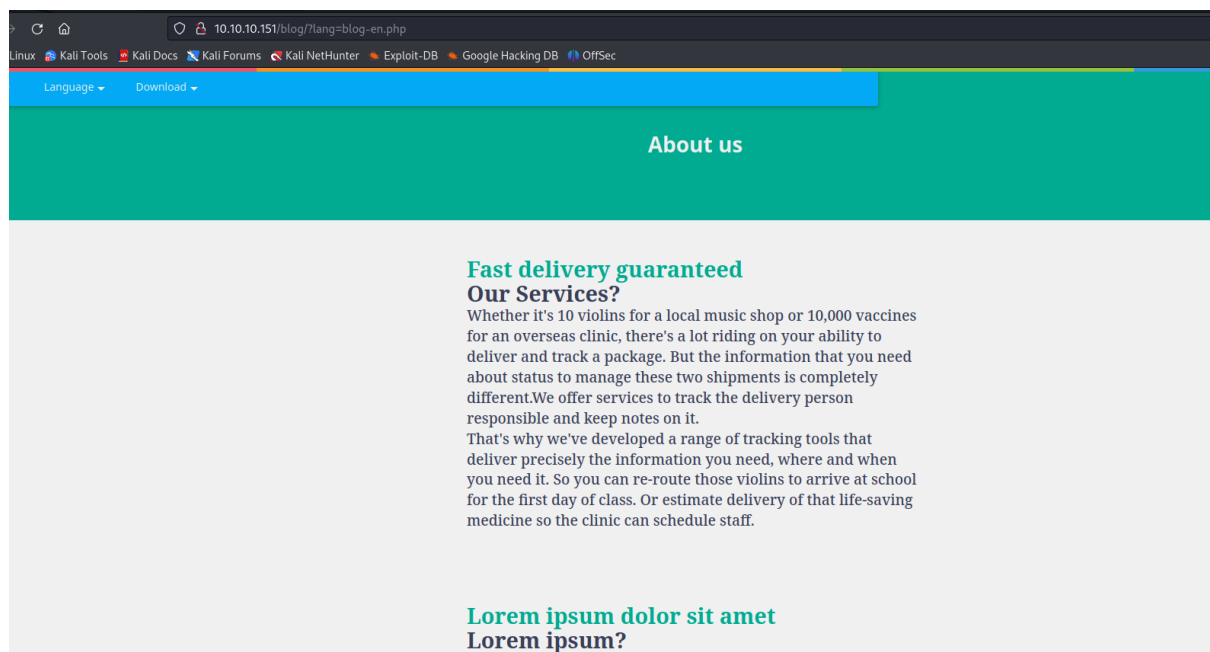 10.10.10.151/blog/?lang=blog-en.php
Linux Kali Tools Kali Docs Kali Forums Kali NetHunter Exploit-DB Google Hacking DB OffSec
Language Download
About us
Fast delivery guaranteed
Our Services?
Whether it's 10 violins for a local music shop or 10,000 vaccines
for an overseas clinic, there's a lot riding on your ability to
deliver and track a package. But the information that you need
about status to manage these two shipments is completely
different.We offer services to track the delivery person
responsible and keep notes on it.
That's why we've developed a range of tracking tools that
deliver precisely the information you need, where and when
you need it. So you can re-route those violins to arrive at school
for the first day of class. Or estimate delivery of that life-saving
medicine so the clinic can schedule staff.
Lorem ipsum dolor sit amet
Lorem ipsum?